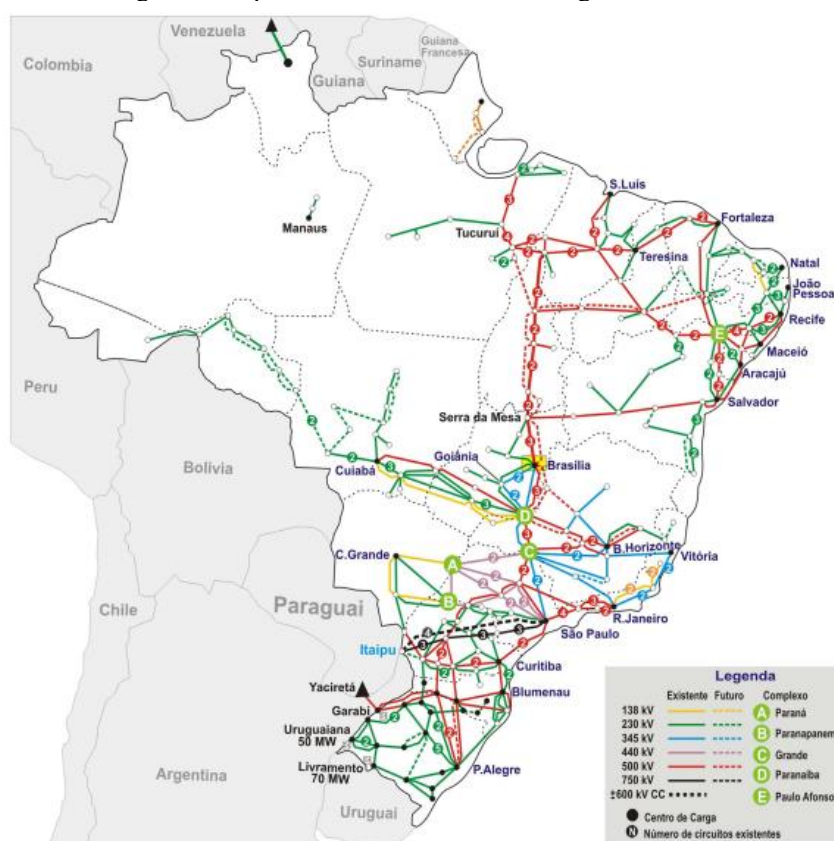 Venezuela
Colombia
Guiana
Suriname
Guiana
Francesa
Manaus
Tucuruí
S.Luís
Fortaleza
Teresina
Natal
João
Pessoa
Recife
Maceió
Aracajú
Salvador
Peru
Serra da Mesa
Bolivia
Cuiabá
Goiânia
Brasilia
D
C
E
B.Horizonte
Vitória
C.Grande
A
B
R.Janeiro
São Paulo
Paraguai
Chile
Itaipu
Curitiba
Blumenau
Yaciretá
Garabi
Uruguaiana
50 MW
Livramento
70 MW
P.Alegre
Argentina
Uruguai
Legenda
Existente Futuro Complexo
138 kV A Paraná
230 kV B Paranapanem
345 kV
440 kV C Grande
500 kV D Paranaíba
750 kV
±600 kV CC E Paulo Afonso
Centro de Carga
N Número de circuitos existentes